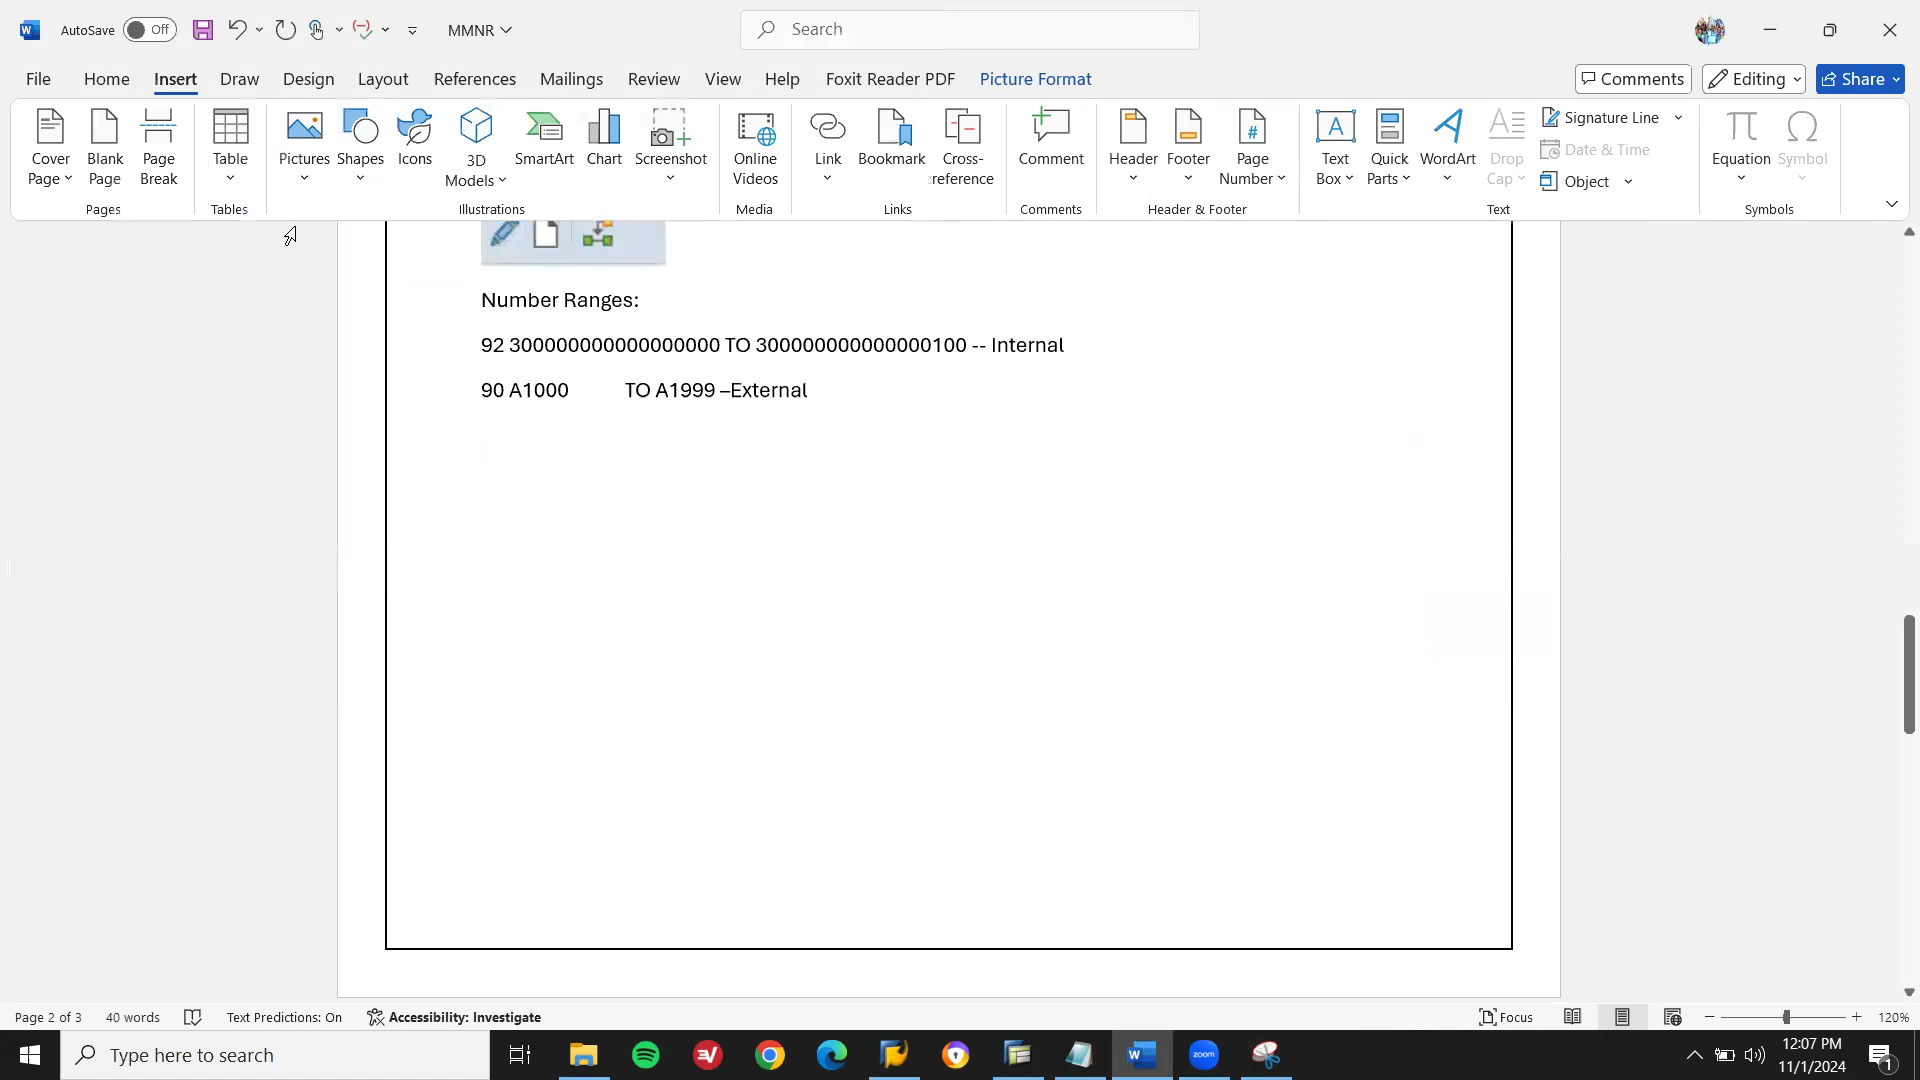 AutoSave Off MMNR Search
File Home Insert Draw Design Layout References Mailings Review View Help Foxit Reader PDF Picture Format Comments Editing Share
Cover Page Blank Page Page Break Table Pictures Shapes Icons 3D Models SmartArt Chart Screenshot Online Videos Link Bookmark Cross-reference Comment Header Footer Page Number Text Box Quick Parts WordArt Drop Cap Signature Line Date & Time Object Equation Symbol
Pages Tables Illustrations Media Links Comments Header & Footer Text Symbols
Number Ranges:
92 300000000000000000 TO 300000000000000100 -- Internal
90 A1000 TO A1999 –External
Page 2 of 3 40 words Text Predictions: On Accessibility: Investigate Focus 120%
Type here to search zoom 12:07 PM
11/1/2024 1